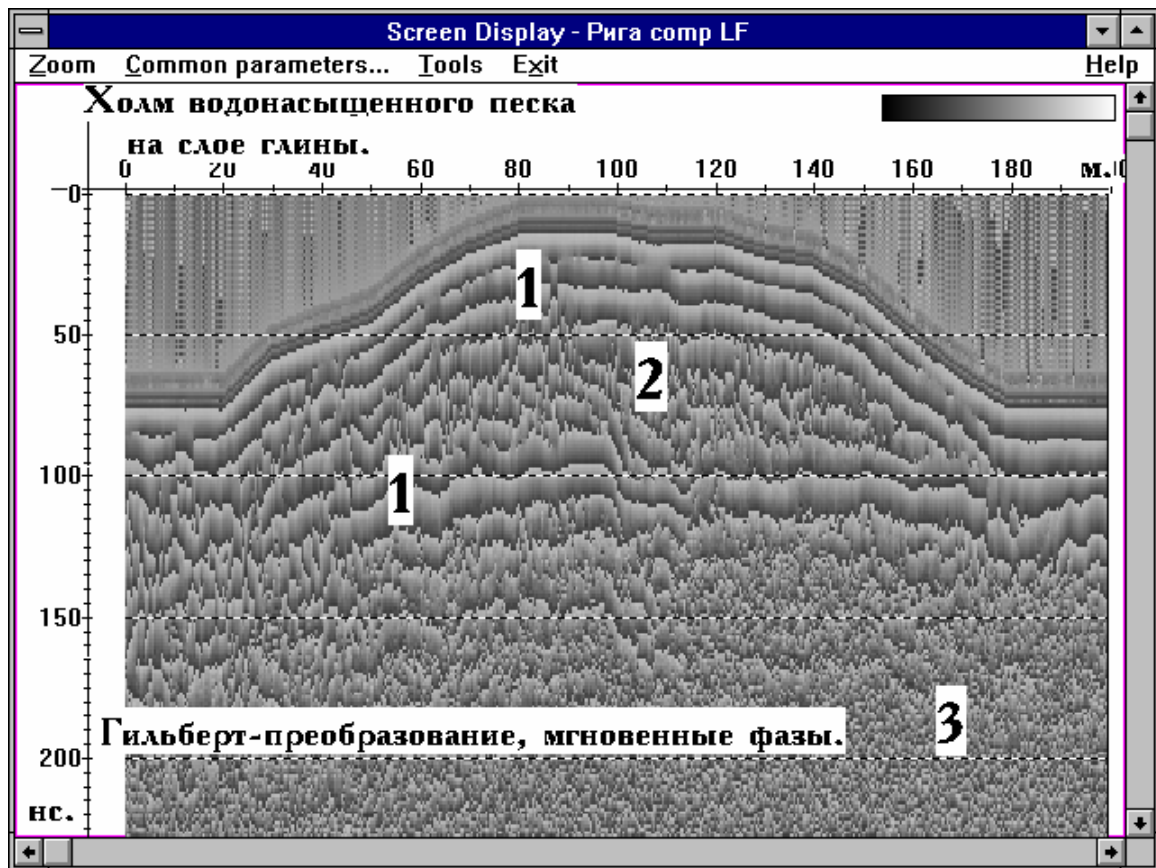 Screen Display - Рига comp LF
Zoom Common parameters... Tools Exit Help
Холм водонасыщенного песка
на слое глины.
0 20 40 60 80 100 120 140 160 180 м.
0
50
1
2
100
1
150
3
Гильберт-преобразование, мгновенные фазы.
200
нс.